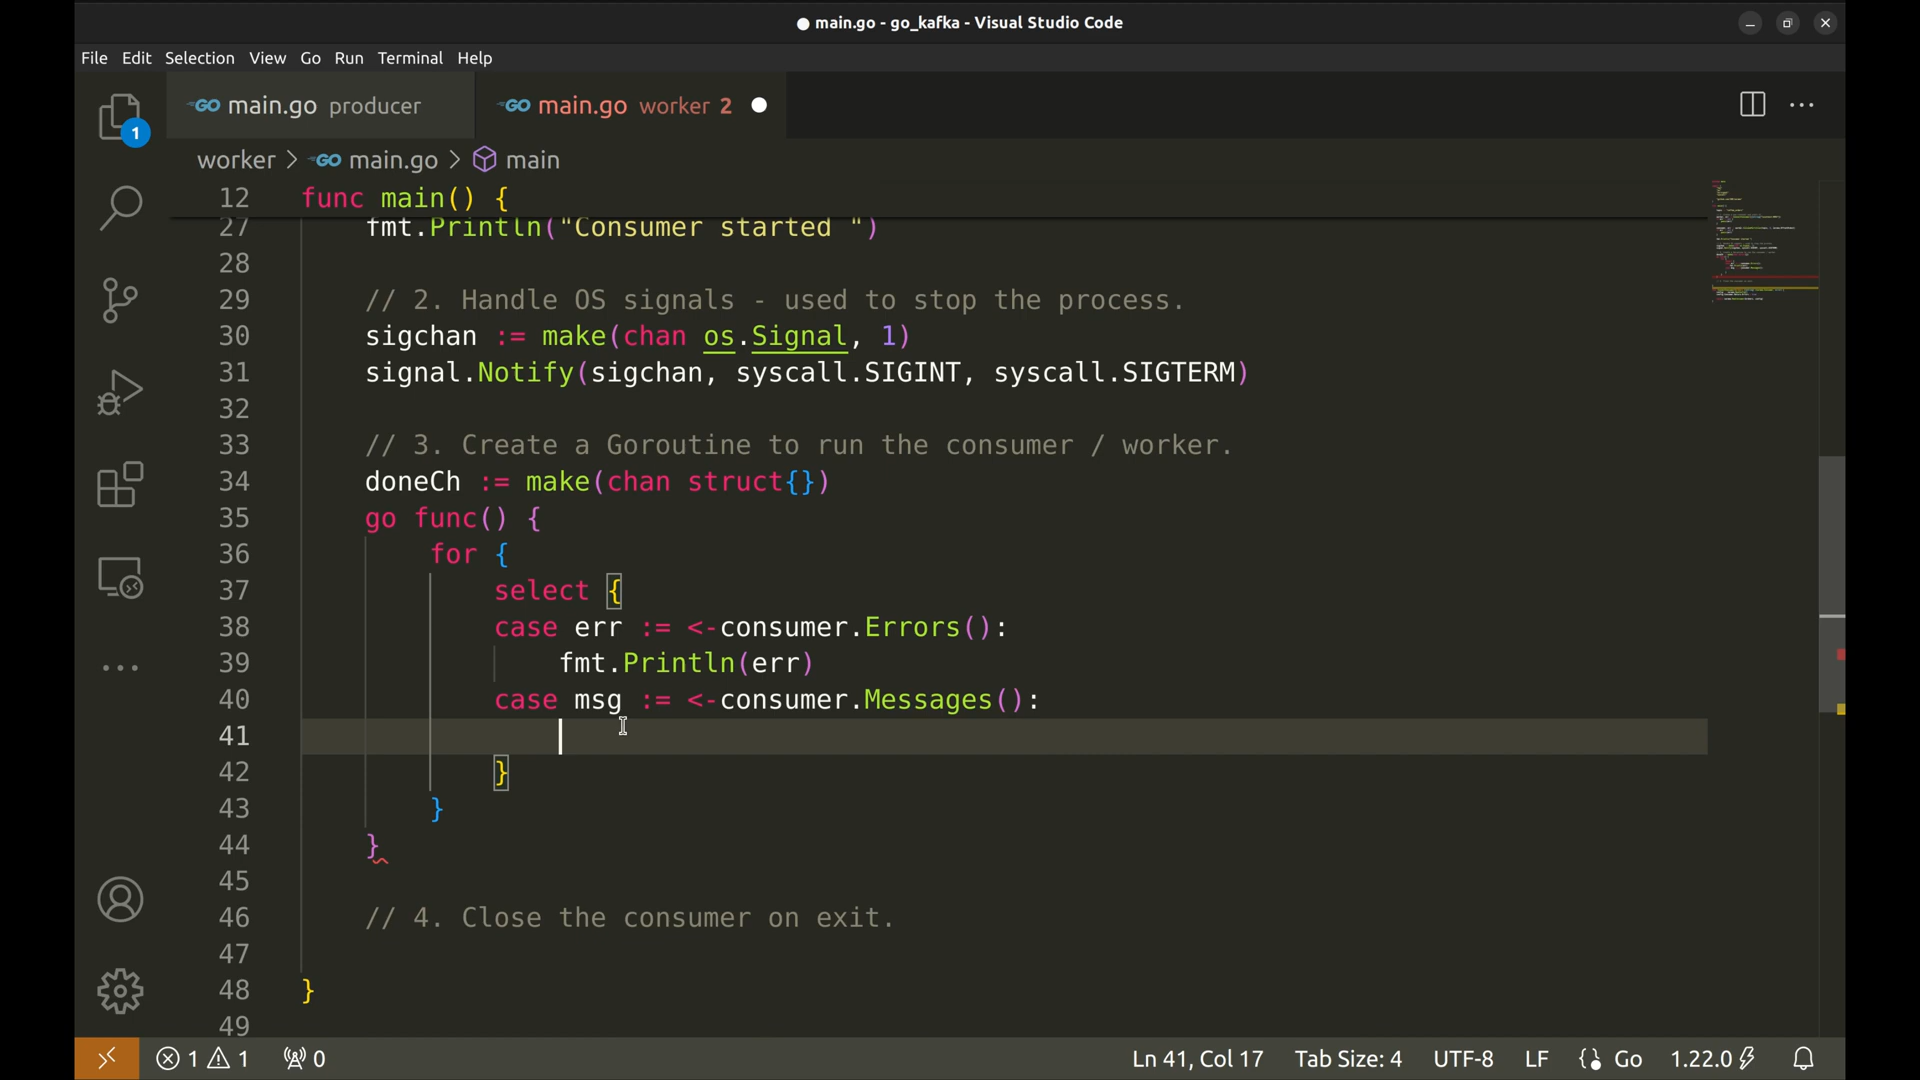 main.go - go_kafka - Visual Studio Code
File Edit Selection View Go Run Terminal Help
1
GO main.go producer
GO main.go worker 2
worker > GO main.go > main
12 func main() {
27 fmt.Println("Consumer started ")
28
29 // 2. Handle OS signals - used to stop the process.
30 sigchan := make(chan os.Signal, 1)
31 signal.Notify(sigchan, syscall.SIGINT, syscall.SIGTERM)
32
33 // 3. Create a Goroutine to run the consumer / worker.
34 doneCh := make(chan struct{})
35 go func() {
36 for {
37 select {
38 case err := <-consumer.Errors():
39 fmt.Println(err)
40 case msg := <-consumer.Messages():
41
42 }
43 }
44 }
45
46 // 4. Close the consumer on exit.
47
48 }
49
1 1 0 Ln 41, Col 17 Tab Size: 4 UTF-8 LF {} Go 1.22.0